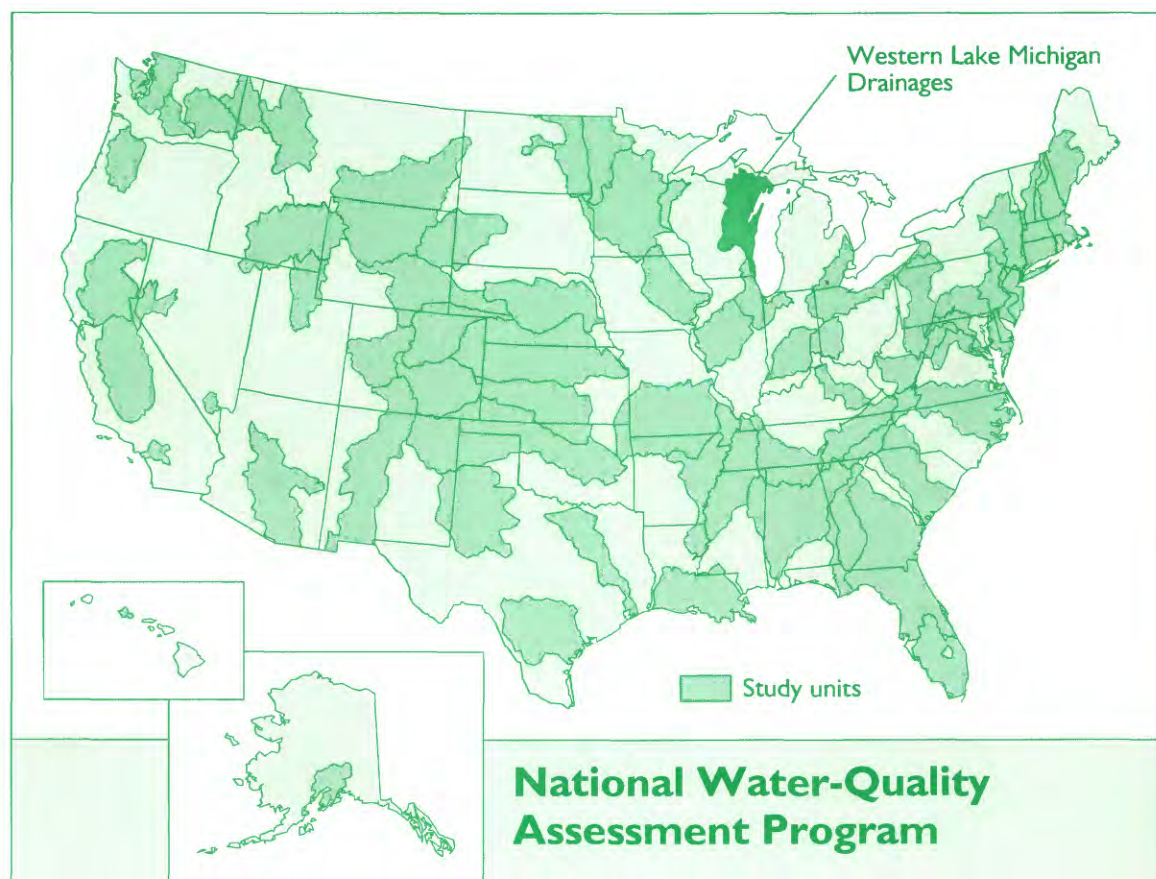 Western Lake Michigan
Drainages
Study units
National Water-Quality
Assessment Program